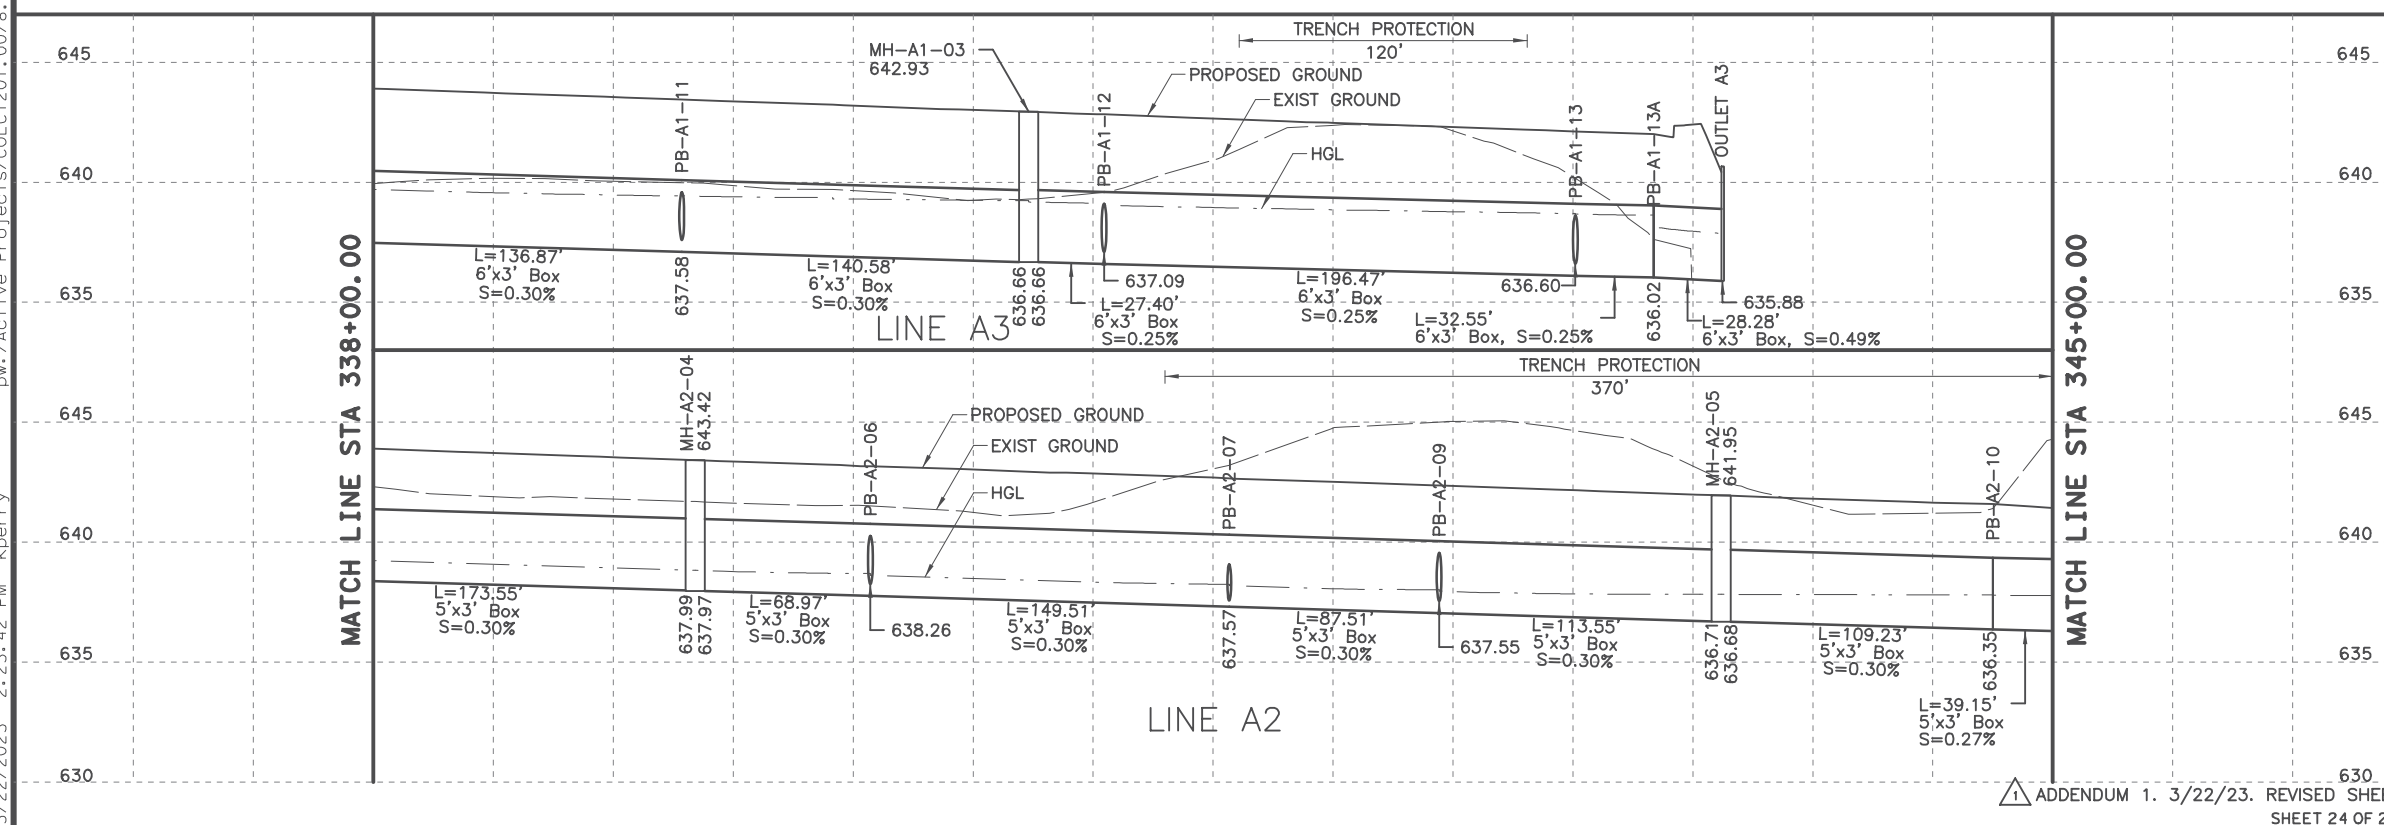 TRENCH PROTECTION
120'
645
MH-A1-03
642.93
PROPOSED GROUND
EXIST GROUND
HGL
645
640
PB-A1-11
PB-A1-12
PB-A1-13
PB-A1-13A
OUTLET A3
640
MATCH LINE STA 338+00.00
L=136.87'
6'x3' Box
S=0.30%
637.58
L=140.58'
6'x3' Box
S=0.30%
636.66
636.66
637.09
L=27.40'
6'x3' Box
S=0.25%
L=196.47'
6'x3' Box
S=0.25%
636.60
L=32.55'
6'x3' Box, S=0.25%
636.02
635.88
L=28.28'
6'x3' Box, S=0.49%
635
635
LINE A3
MATCH LINE STA 345+00.00
TRENCH PROTECTION
370'
645
645
MH-A2-04
643.42
PROPOSED GROUND
EXIST GROUND
HGL
PB-A2-06
PB-A2-07
PB-A2-09
MH-A2-05
641.95
PB-A2-10
640
640
L=173.55'
5'x3' Box
S=0.30%
637.99
637.97
L=68.97'
5'x3' Box
S=0.30%
638.26
L=149.51'
5'x3' Box
S=0.30%
637.57
L=87.51'
5'x3' Box
S=0.30%
637.55
L=113.55'
5'x3' Box
S=0.30%
636.71
636.68
L=109.23'
5'x3' Box
S=0.30%
636.35
L=39.15'
5'x3' Box
S=0.27%
635
635
LINE A2
630
630
1 ADDENDUM 1. 3/22/23. REVISED
SHEET 24 OF